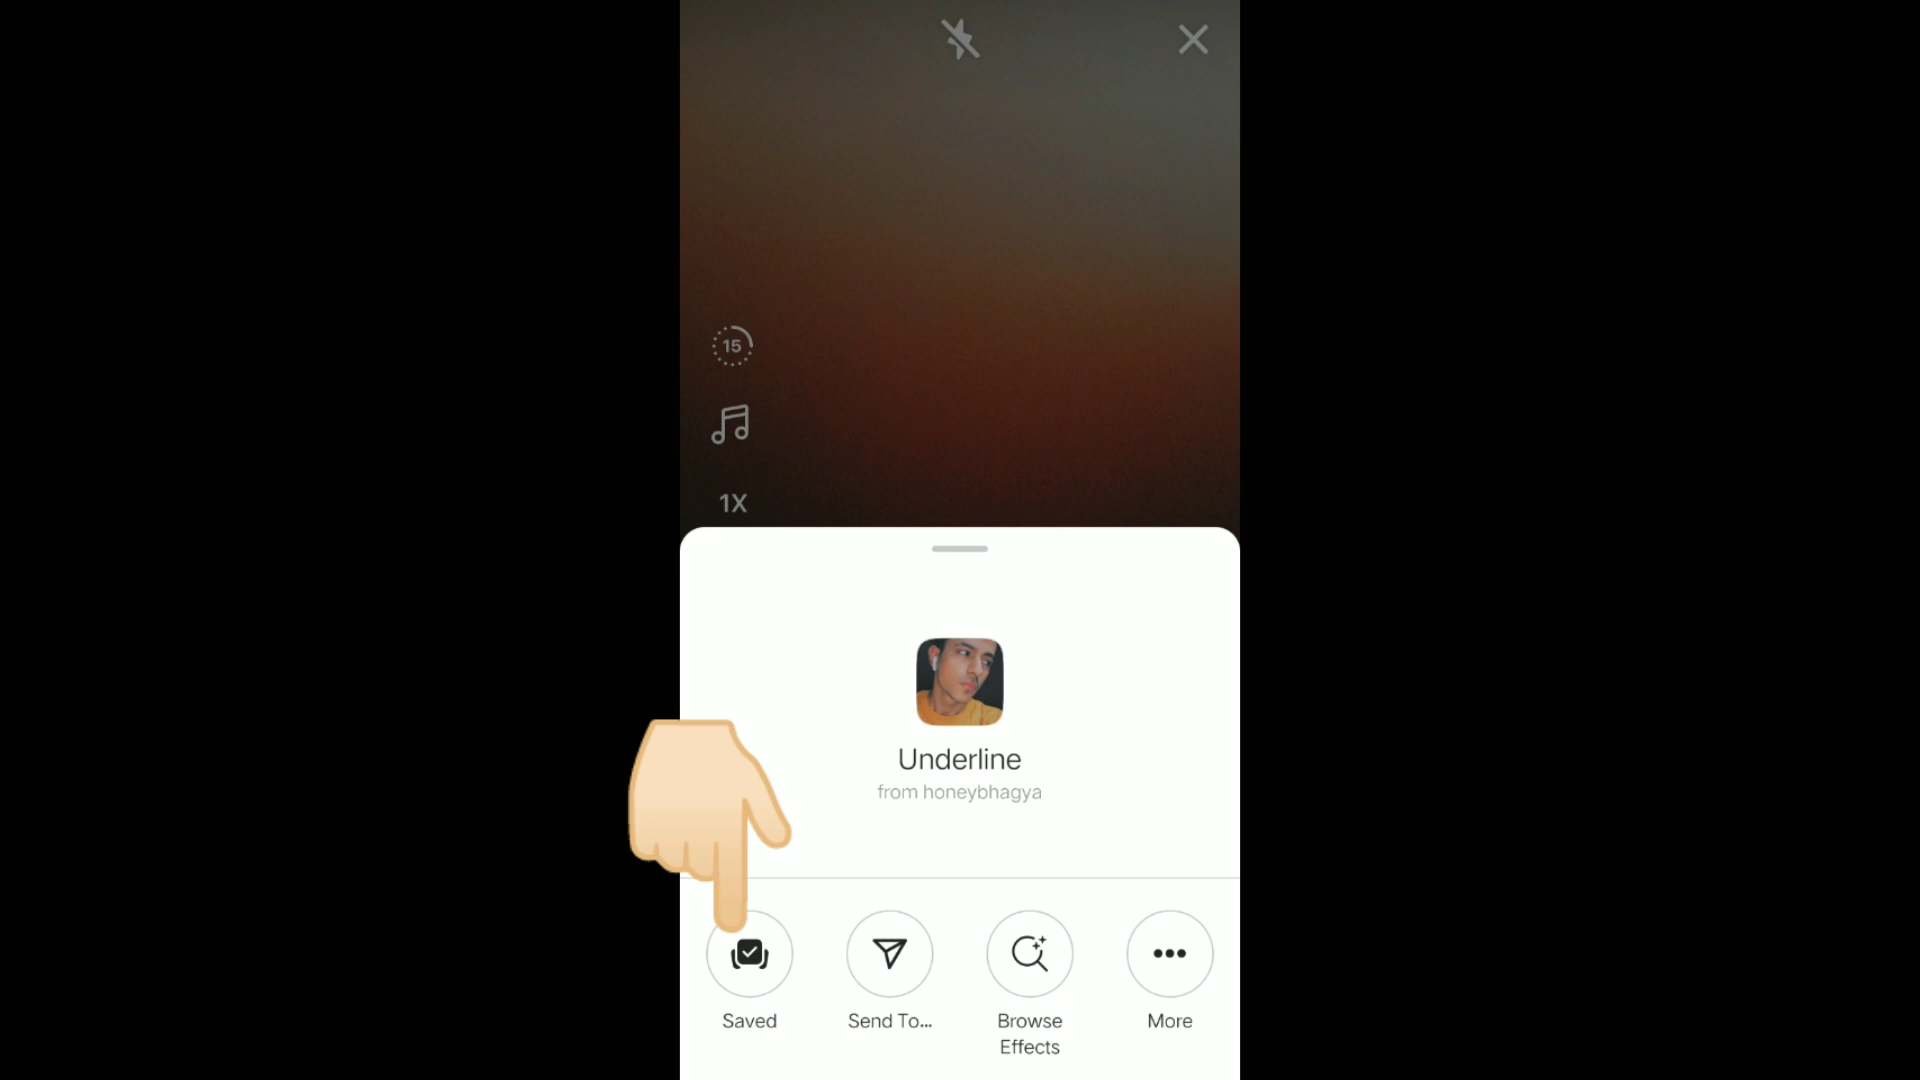 15
1X
Underline
from honeybhagya
Saved
Send To...
Browse
Effects
More